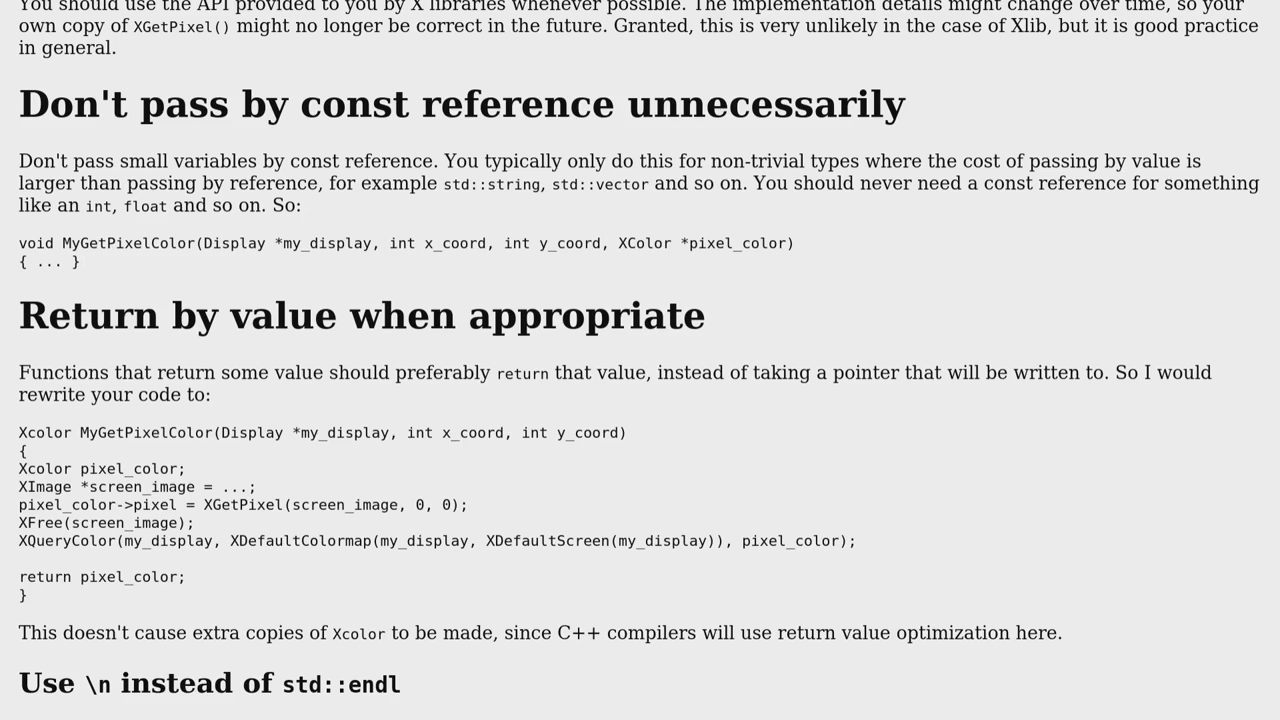 You should use the API provided to you by X libraries whenever possible. The implementation details might change over time, so your
own copy of XGetPixel() might no longer be correct in the future. Granted, this is very unlikely in the case of Xlib, but it is good practice
in general.
Don't pass by const reference unnecessarily
Don't pass small variables by const reference. You typically only do this for non-trivial types where the cost of passing by value is
larger than passing by reference, for example std::string, std::vector and so on. You should never need a const reference for something
like an int, float and so on. So:
void MyGetPixelColor(Display *my_display, int x_coord, int y_coord, XColor *pixel_color)
{ ... }
Return by value when appropriate
Functions that return some value should preferably return that value, instead of taking a pointer that will be written to. So I would
rewrite your code to:
Xcolor MyGetPixelColor(Display *my_display, int x_coord, int y_coord)
{
Xcolor pixel_color;
XImage *screen_image = ...;
pixel_color->pixel = XGetPixel(screen_image, 0, 0);
XFree(screen_image);
XQueryColor(my_display, XDefaultColormap(my_display, XDefaultScreen(my_display)), pixel_color);
return pixel_color;
}
This doesn't cause extra copies of Xcolor to be made, since C++ compilers will use return value optimization here.
Use \n instead of std::endl